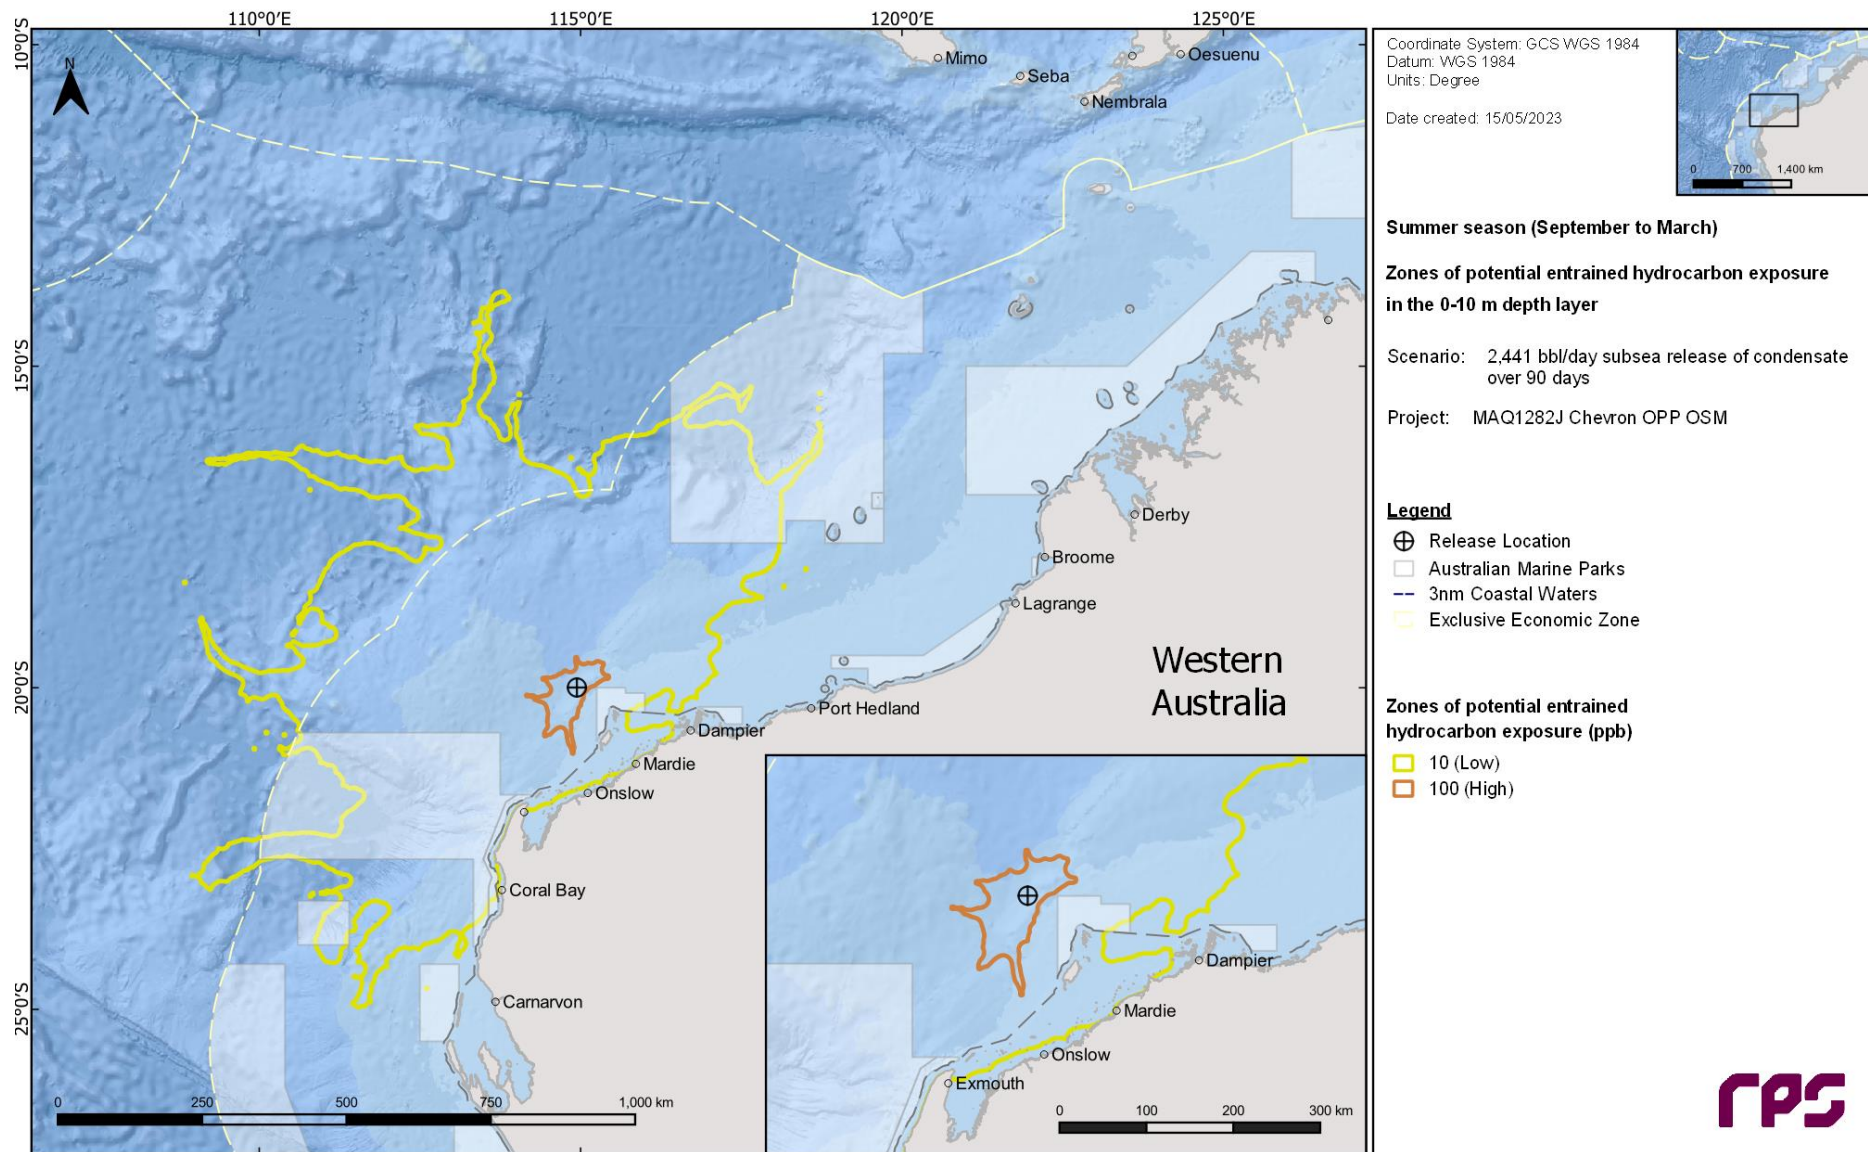 110°0'E 115°0'E 120°0'E 125°0'E
10°0'S
15°0'S
20°0'S
25°0'S
N
Mimo
Seba
Oesuenu
Nembrala
Derby
Broome
Lagrange
Western
Australia
Port Hedland
Dampier
Mardie
Onslow
Coral Bay
Carnarvon
0 250 500 750 1,000 km
Dampier
Mardie
Onslow
Exmouth
0 100 200 300 km
Coordinate System: GCS WGS 1984
Datum: WGS 1984
Units: Degree
Date created: 15/05/2023
0 700 1,400 km
Summer season (September to March)
Zones of potential entrained hydrocarbon exposure
in the 0-10 m depth layer
Scenario: 2,441 bbl/day subsea release of condensate
over 90 days
Project: MAQ1282J Chevron OPP OSM
Legend
Release Location
Australian Marine Parks
3nm Coastal Waters
Exclusive Economic Zone
Zones of potential entrained
hydrocarbon exposure (ppb)
10 (Low)
100 (High)
rps